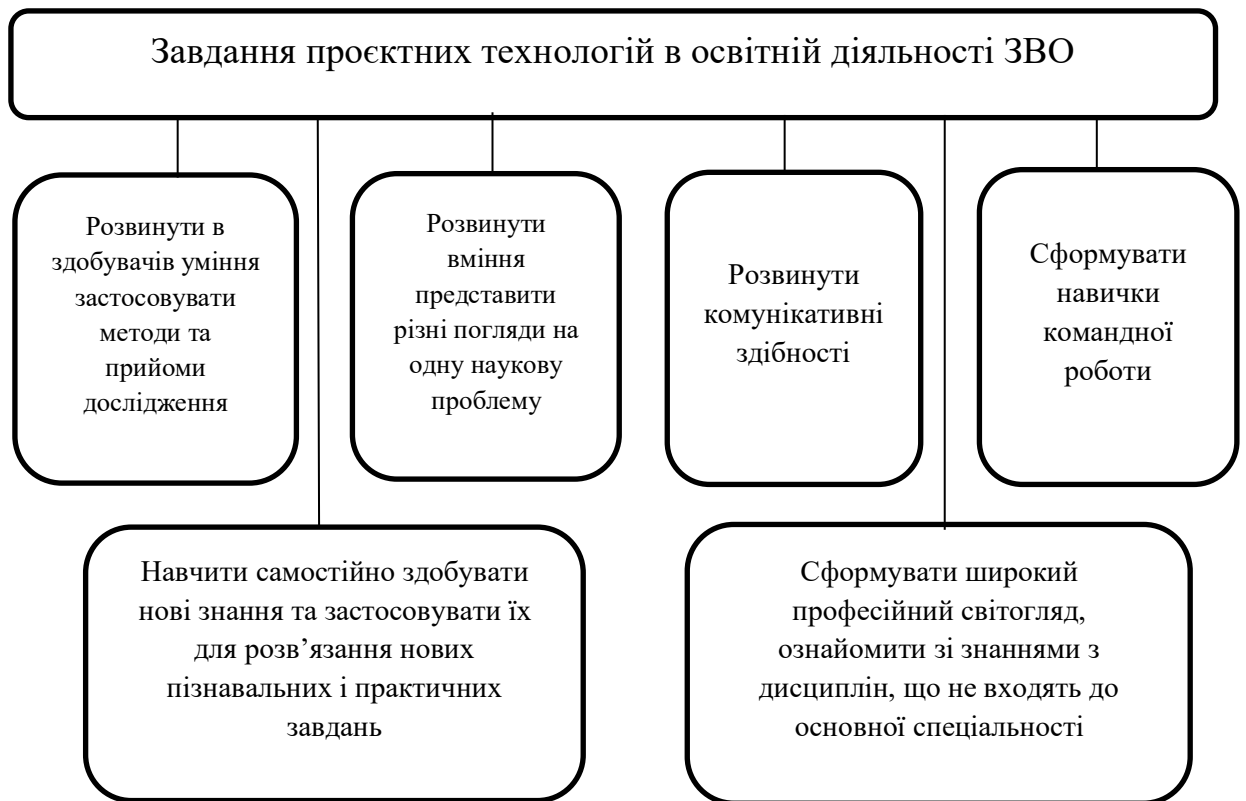 Завдання проєктних технологій в освітній діяльності ЗВО
Розвинути в
здобувачів уміння
застосовувати
методи та
прийоми
дослідження
Розвинути
вміння
представити
різні погляди на
одну наукову
проблему
Розвинути
комунікативні
здібності
Сформувати
навички
командної
роботи
Навчити самостійно здобувати
нові знання та застосовувати їх
для розв’язання нових
пізнавальних і практичних
завдань
Сформувати широкий
професійний світогляд,
ознайомити зі знаннями з
дисциплін, що не входять до
основної спеціальності